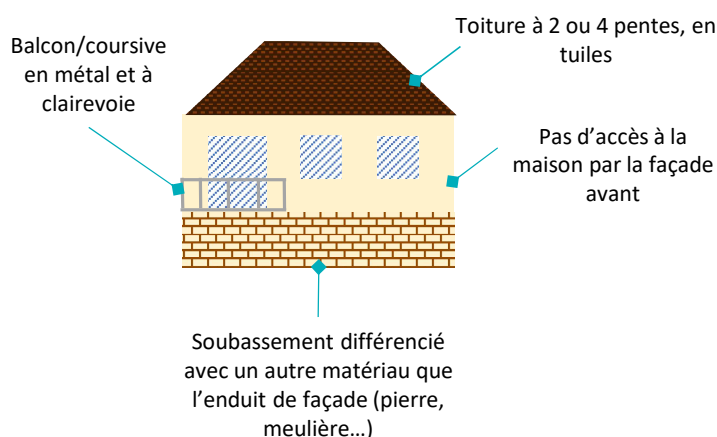 Balcon/coursive
en métal et à
clairevoie
Toiture à 2 ou 4 pentes, en
tuiles
Pas d’accès à la
maison par la façade
avant
Soubassement différencié
avec un autre matériau que
l’enduit de façade (pierre,
meulière…)